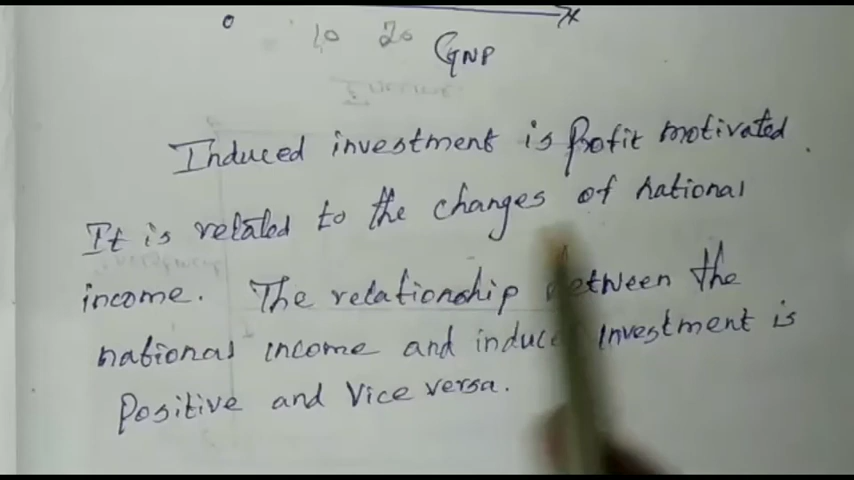 o 10 20 GNP x
Induced investment is profit motivated.
It is related to the changes of national
income. The relationship between the
national income and induced investment is
Positive and Vice versa.